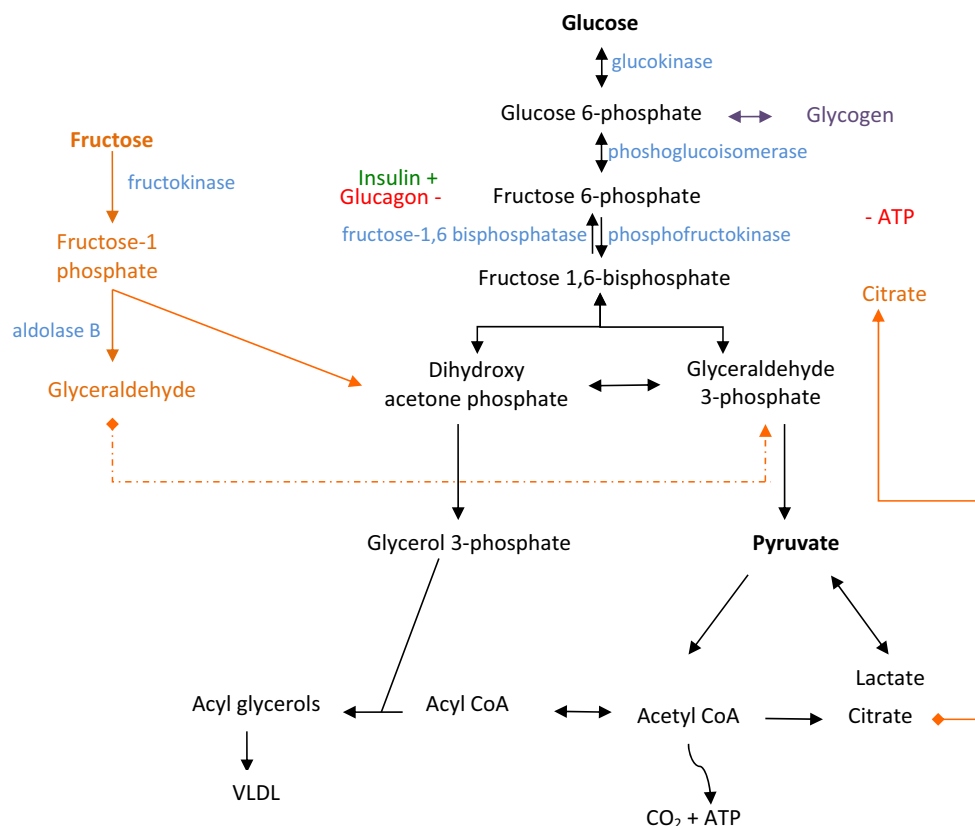 Glucose
glucokinase
Glucose 6-phosphate
Glycogen
Fructose
phoshoglucoisomerase
fructokinase
Insulin +
Glucagon -
Fructose 6-phosphate
- ATP
Fructose-1
phosphate
fructose-1,6 bisphosphatase
phosphofructokinase
Fructose 1,6-bisphosphate
Citrate
aldolase B
Glyceraldehyde
Dihydroxy
acetone phosphate
Glyceraldehyde
3-phosphate
Glycerol 3-phosphate
Pyruvate
Lactate
Acyl glycerols
Acyl CoA
Acetyl CoA
Citrate
VLDL
CO₂ + ATP